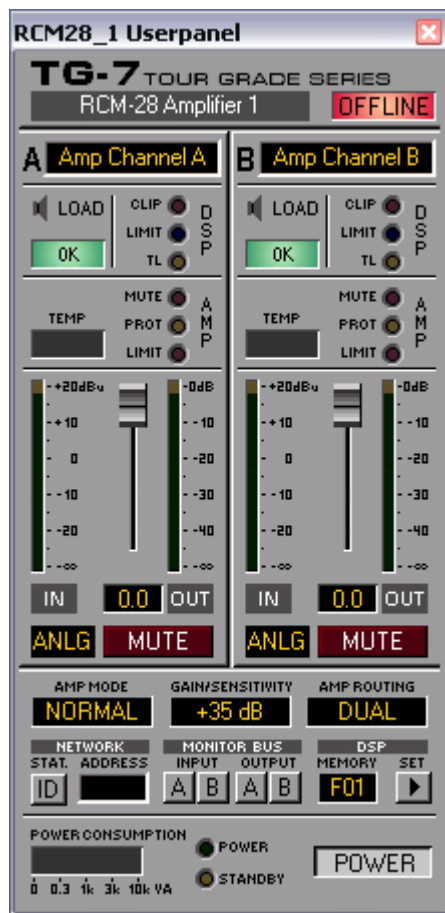 RCM28_1 Userpanel
TG-7 TOUR GRADE SERIES
RCM-28 Amplifier 1 OFFLINE
A Amp Channel A B Amp Channel B
LOAD CLIP LIMIT TL DSP LOAD CLIP LIMIT TL DSP
OK OK
TEMP MUTE PROT LIMIT AMP TEMP MUTE PROT LIMIT AMP
+20dBu -0dB +20dBu -0dB
+10 -10 +10 -10
0 -20 0 -20
-10 -30 -10 -30
-20 -40 -20 -40
-∞ -∞ -∞ -∞
IN 0.0 OUT IN 0.0 OUT
ANLG MUTE ANLG MUTE
AMP MODE GAIN/SENSITIVITY AMP ROUTING
NORMAL +35 dB DUAL
NETWORK MONITOR BUS DSP
STAT. ADDRESS INPUT OUTPUT MEMORY SET
ID A B A B F01
POWER CONSUMPTION
POWER
STANDBY
POWER
0 0.3 1k 3k 10k VA